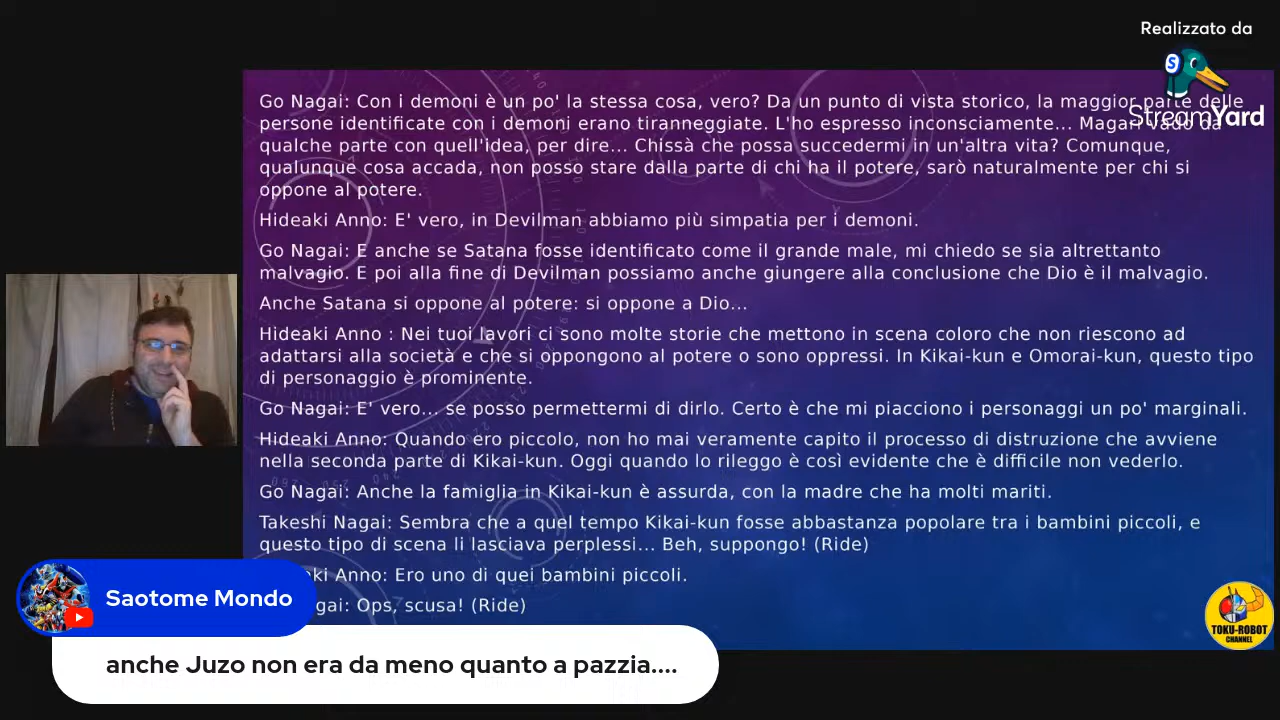 Realizzato da
StreamYard
Go Nagai: Con i demoni è un po' la stessa cosa, vero? Da un punto di vista storico, la maggior parte delle
persone identificate con i demoni erano tiranneggiate. L'ho espresso inconsciamente... Magari vado da
qualche parte con quell'idea, per dire... Chissà che possa succedermi in un'altra vita? Comunque,
qualunque cosa accada, non posso stare dalla parte di chi ha il potere, sarò naturalmente per chi si
oppone al potere.
Hideaki Anno: E' vero, in Devilman abbiamo più simpatia per i demoni.
Go Nagai: E anche se Satana fosse identificato come il grande male, mi chiedo se sia altrettanto
malvagio. E poi alla fine di Devilman possiamo anche giungere alla conclusione che Dio è il malvagio.
Anche Satana si oppone al potere: si oppone a Dio...
Hideaki Anno : Nei tuoi lavori ci sono molte storie che mettono in scena coloro che non riescono ad
adattarsi alla società e che si oppongono al potere o sono oppressi. In Kikai-kun e Omorai-kun, questo tipo
di personaggio è prominente.
Go Nagai: E' vero... se posso permettermi di dirlo. Certo è che mi piacciono i personaggi un po' marginali.
Hideaki Anno: Quando ero piccolo, non ho mai veramente capito il processo di distruzione che avviene
nella seconda parte di Kikai-kun. Oggi quando lo rileggo è così evidente che è difficile non vederlo.
Go Nagai: Anche la famiglia in Kikai-kun è assurda, con la madre che ha molti mariti.
Takeshi Nagai: Sembra che a quel tempo Kikai-kun fosse abbastanza popolare tra i bambini piccoli, e
questo tipo di scena li lasciava perplessi... Beh, suppongo! (Ride)
ki Anno: Ero uno di quei bambini piccoli.
gai: Ops, scusa! (Ride)
Saotome Mondo
anche Juzo non era da meno quanto a pazzia....
TOKU-ROBOT
CHANNEL